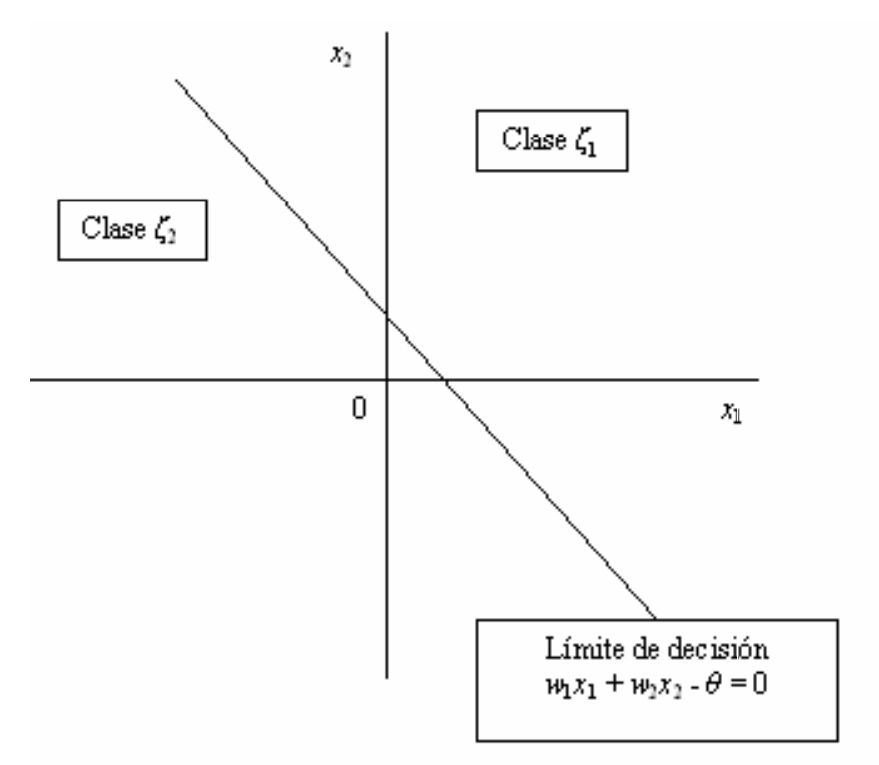 x₂
Clase ζ₁
Clase ζ₂
0
x₁
Límite de decisión
w₁x₁ + w₂x₂ - θ = 0